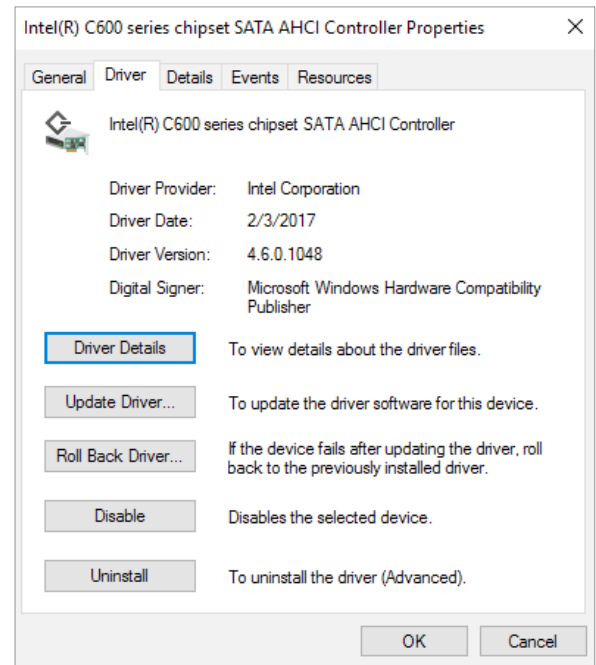 Intel(R) C600 series chipset SATA AHCI Controller Properties
General Driver Details Events Resources
Intel(R) C600 series chipset SATA AHCI Controller
Driver Provider: Intel Corporation
Driver Date: 2/3/2017
Driver Version: 4.6.0.1048
Digital Signer: Microsoft Windows Hardware Compatibility
Publisher
Driver Details To view details about the driver files.
Update Driver... To update the driver software for this device.
Roll Back Driver... If the device fails after updating the driver, roll
back to the previously installed driver.
Disable Disables the selected device.
Uninstall To uninstall the driver (Advanced).
OK Cancel